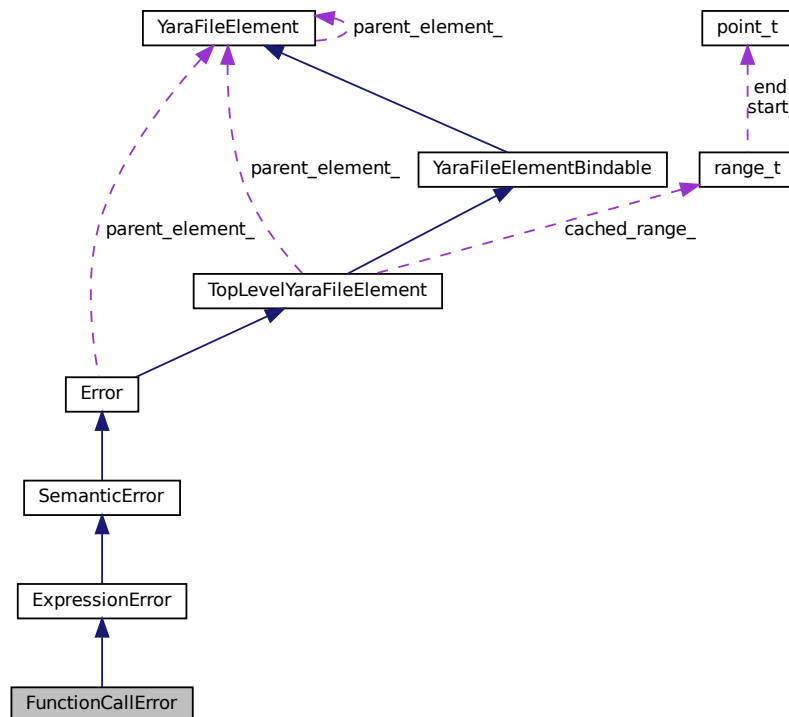 YaraFileElement
parent_element_
point_t
end
start
YaraFileElementBindable
range_t
parent_element_
parent_element_
cached_range_
TopLevelYaraFileElement
Error
SemanticError
ExpressionError
FunctionCallError